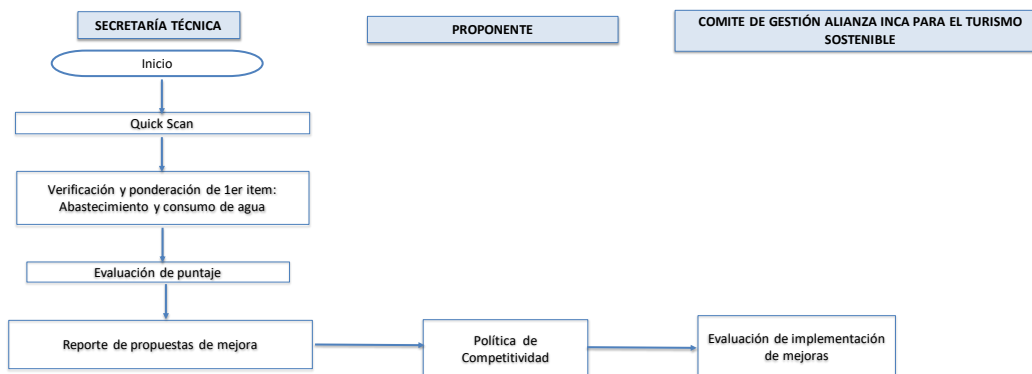 SECRETARÍA TÉCNICA
PROPONENTE
COMITE DE GESTIÓN ALIANZA INCA PARA EL TURISMO
SOSTENIBLE
Inicio
Quick Scan
Verificación y ponderación de 1er item:
Abastecimiento y consumo de agua
Evaluación de puntaje
Reporte de propuestas de mejora
Política de
Competitividad
Evaluación de implementación
de mejoras